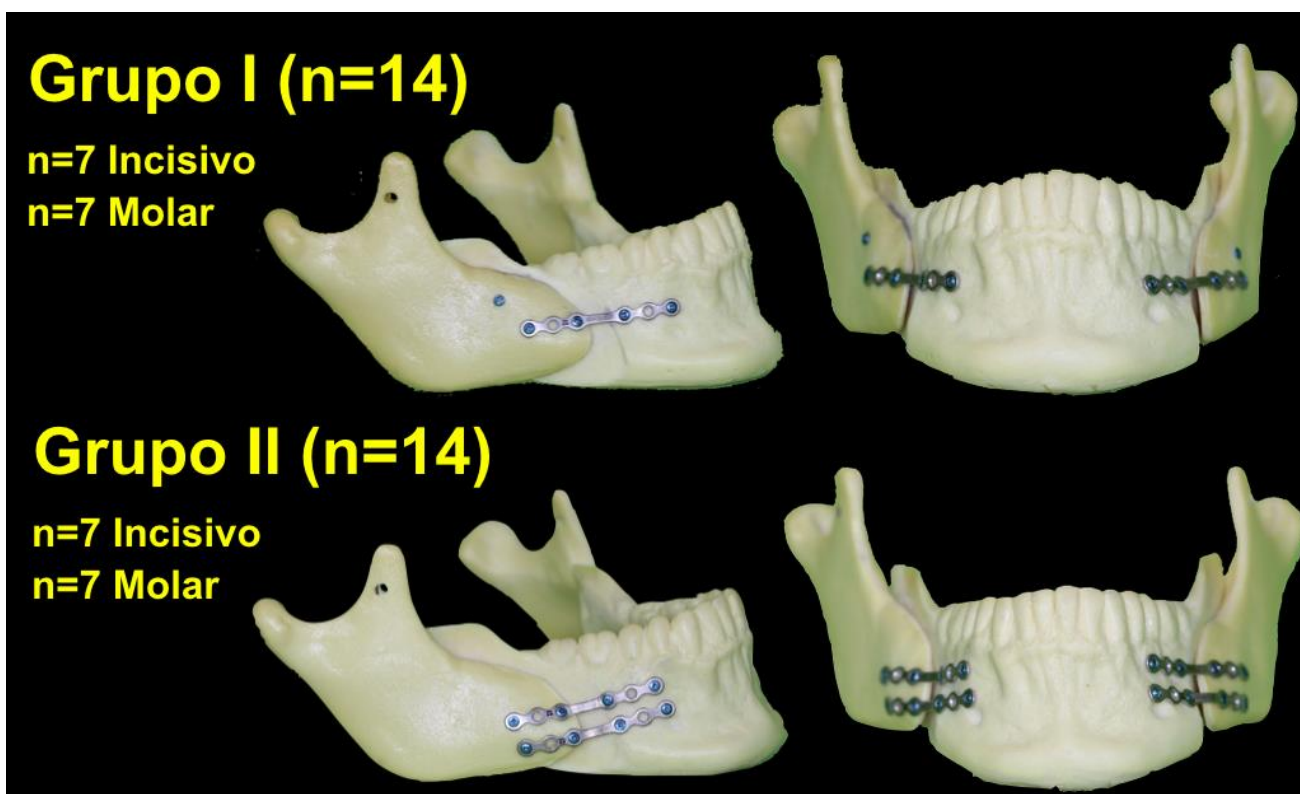 Grupo I (n=14)
n=7 Incisivo
n=7 Molar
Grupo II (n=14)
n=7 Incisivo
n=7 Molar